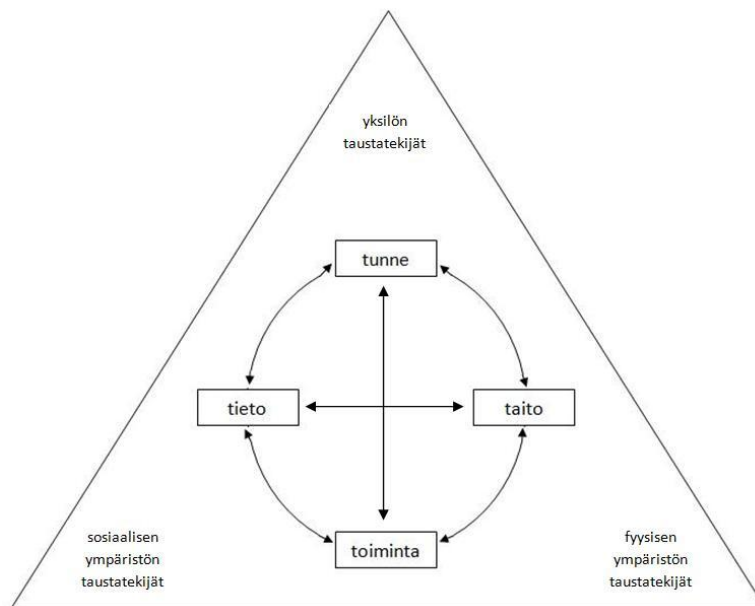 yksilön
taustatekijät
tunne
tieto
taito
toiminta
sosiaalisen
ympäristön
taustatekijät
fyysisen
ympäristön
taustatekijät